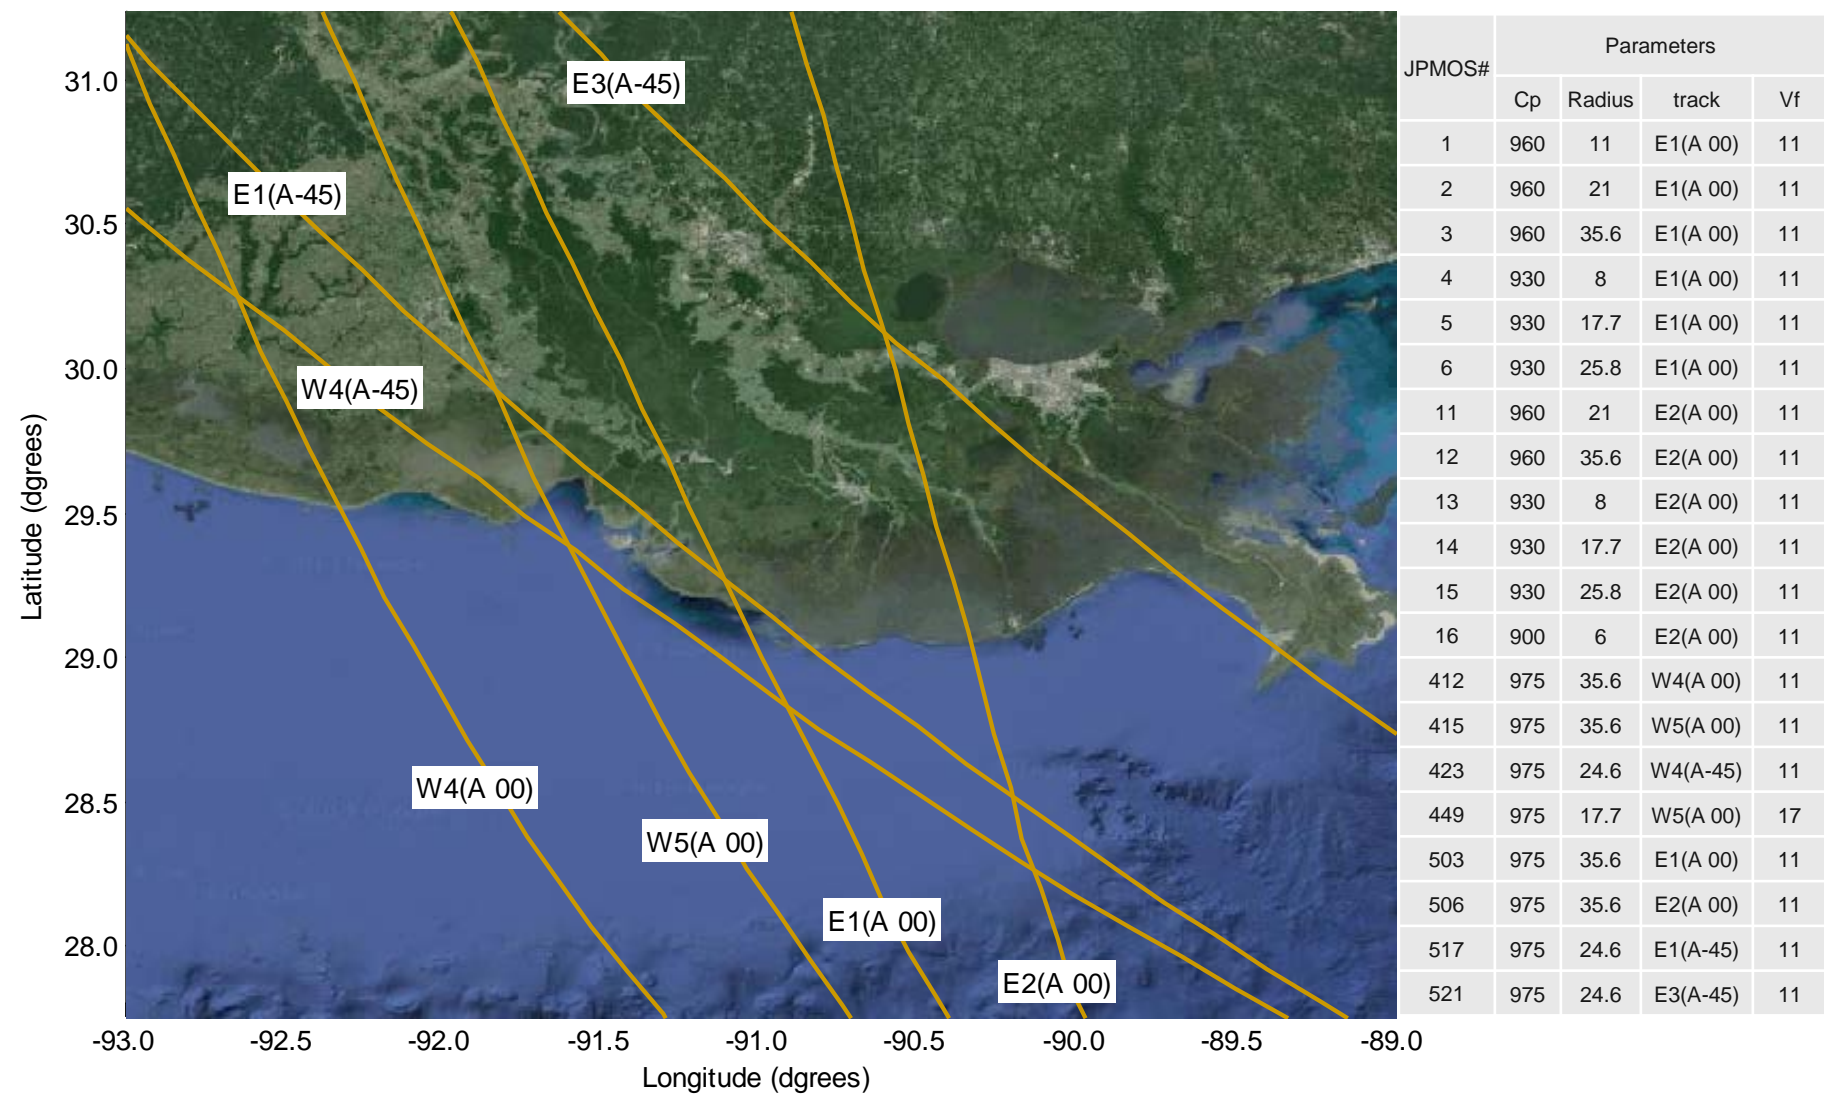 31.0
30.5
30.0
29.5
29.0
28.5
28.0
Latitude (dgrees)
-93.0 -92.5 -92.0 -91.5 -91.0 -90.5 -90.0 -89.5 -89.0
Longitude (dgrees)
E3(A-45)
E1(A-45)
W4(A-45)
W4(A 00)
W5(A 00)
E1(A 00)
E2(A 00)
JPMOS# Parameters
Cp Radius track Vf
1 960 11 E1(A 00) 11
2 960 21 E1(A 00) 11
3 960 35.6 E1(A 00) 11
4 930 8 E1(A 00) 11
5 930 17.7 E1(A 00) 11
6 930 25.8 E1(A 00) 11
11 960 21 E2(A 00) 11
12 960 35.6 E2(A 00) 11
13 930 8 E2(A 00) 11
14 930 17.7 E2(A 00) 11
15 930 25.8 E2(A 00) 11
16 900 6 E2(A 00) 11
412 975 35.6 W4(A 00) 11
415 975 35.6 W5(A 00) 11
423 975 24.6 W4(A-45) 11
449 975 17.7 W5(A 00) 17
503 975 35.6 E1(A 00) 11
506 975 35.6 E2(A 00) 11
517 975 24.6 E1(A-45) 11
521 975 24.6 E3(A-45) 11